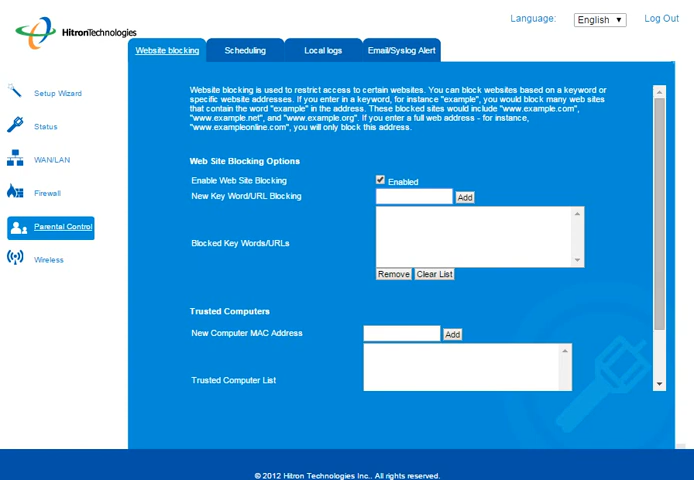 Language: English Log Out
HitronTechnologies
Website blocking Scheduling Local logs Email/Syslog Alert
Setup Wizard
Status
WAN/LAN
Firewall
Parental Control
Wireless
Website blocking is used to restrict access to certain websites. You can block websites based on a keyword or
specific website addresses. If you enter in a keyword, for instance "example", you would block many web sites
that contain the word "example" in the address. These blocked sites would include "www.example.com",
"www.example.net", and "www.example.org". If you enter a full web address - for instance,
"www.exampleonline.com", you will only block this address.
Web Site Blocking Options
Enable Web Site Blocking Enabled
New Key Word/URL Blocking Add
Blocked Key Words/URLs
Remove Clear List
Trusted Computers
New Computer MAC Address Add
Trusted Computer List
© 2012 Hitron Technologies Inc.. All rights reserved.